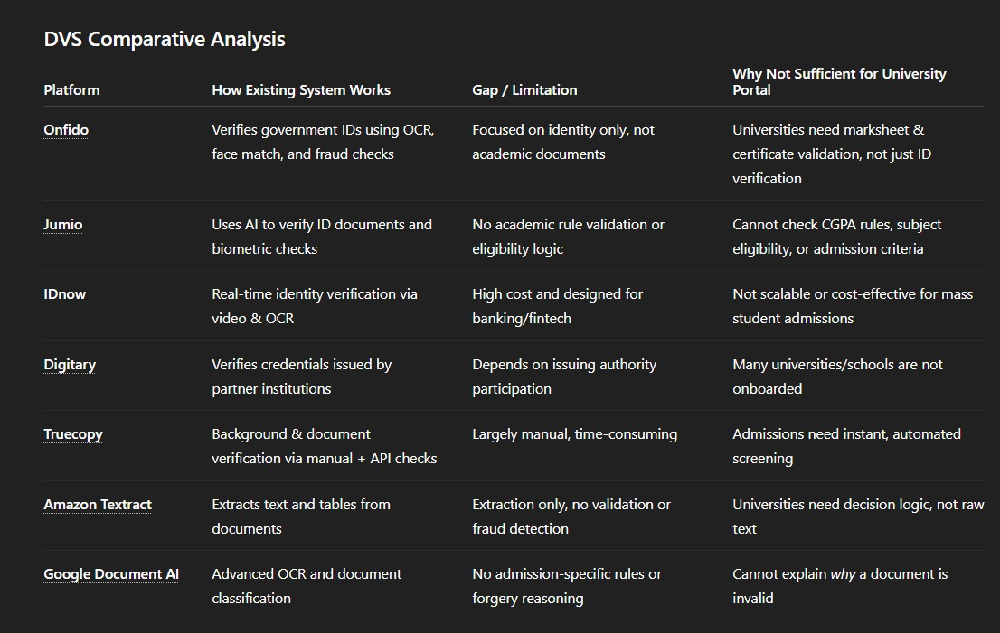 DVS Comparative Analysis
Platform
How Existing System Works
Gap / Limitation
Why Not Sufficient for University
Portal
Onfido
Verifies government IDs using OCR,
face match, and fraud checks
Focused on identity only, not
academic documents
Universities need marksheet &
certificate validation, not just ID
verification
Jumio
Uses AI to verify ID documents and
biometric checks
No academic rule validation or
eligibility logic
Cannot check CGPA rules, subject
eligibility, or admission criteria
IDnow
Real-time identity verification via
video & OCR
High cost and designed for
banking/fintech
Not scalable or cost-effective for mass
student admissions
Digitary
Verifies credentials issued by
partner institutions
Depends on issuing authority
participation
Many universities/schools are not
onboarded
Truecopy
Background & document
verification via manual + API checks
Largely manual, time-consuming
Admissions need instant, automated
screening
Amazon Textract
Extracts text and tables from
documents
Extraction only, no validation or
fraud detection
Universities need decision logic, not raw
text
Google Document AI
Advanced OCR and document
classification
No admission-specific rules or
forgery reasoning
Cannot explain why a document is
invalid